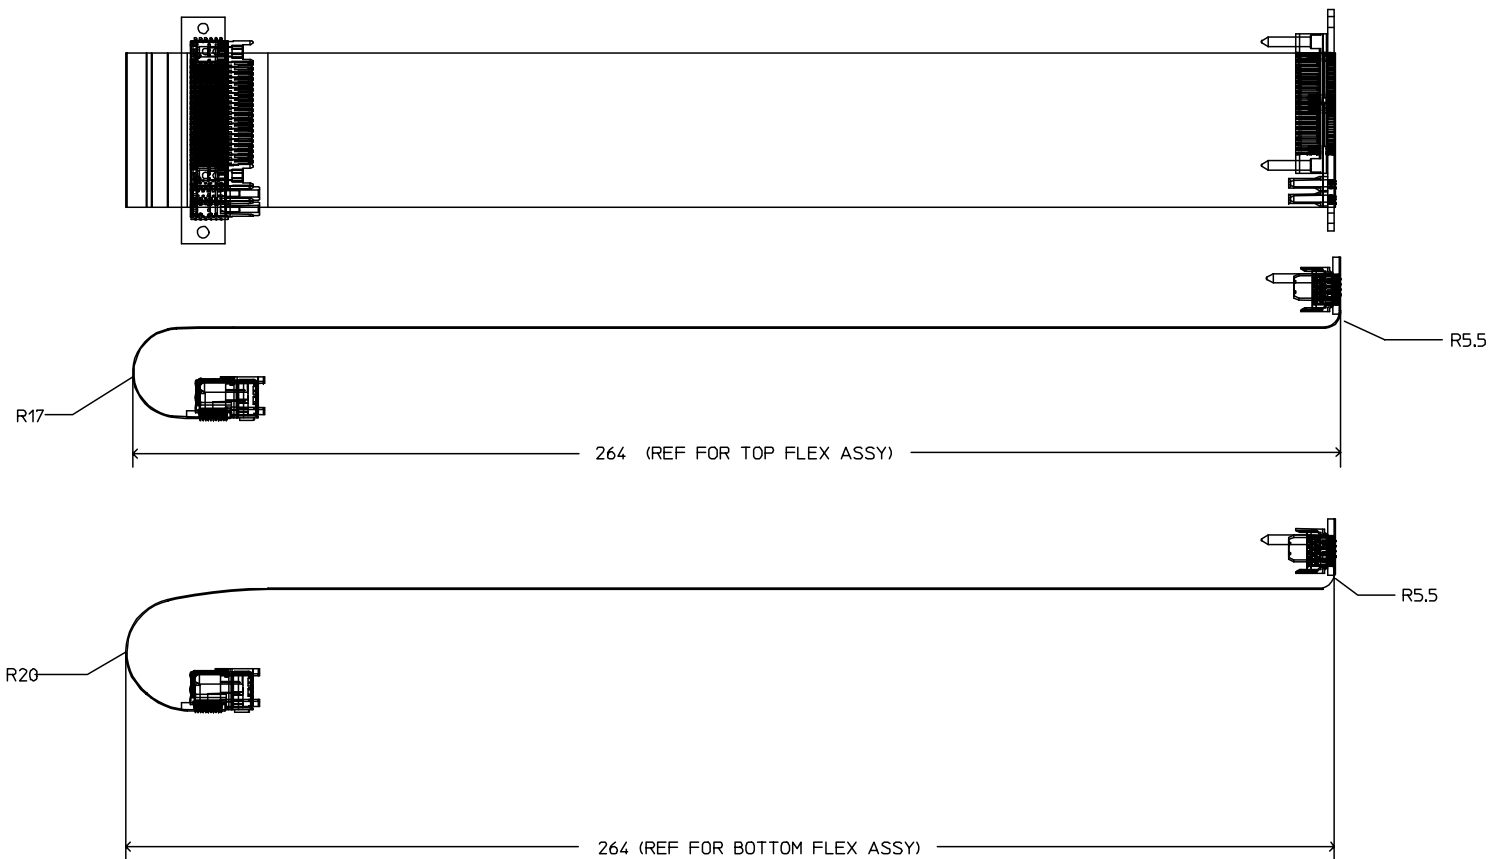 R5.5
R17
264 (REF FOR TOP FLEX ASSY)
R5.5
R20
264 (REF FOR BOTTOM FLEX ASSY)